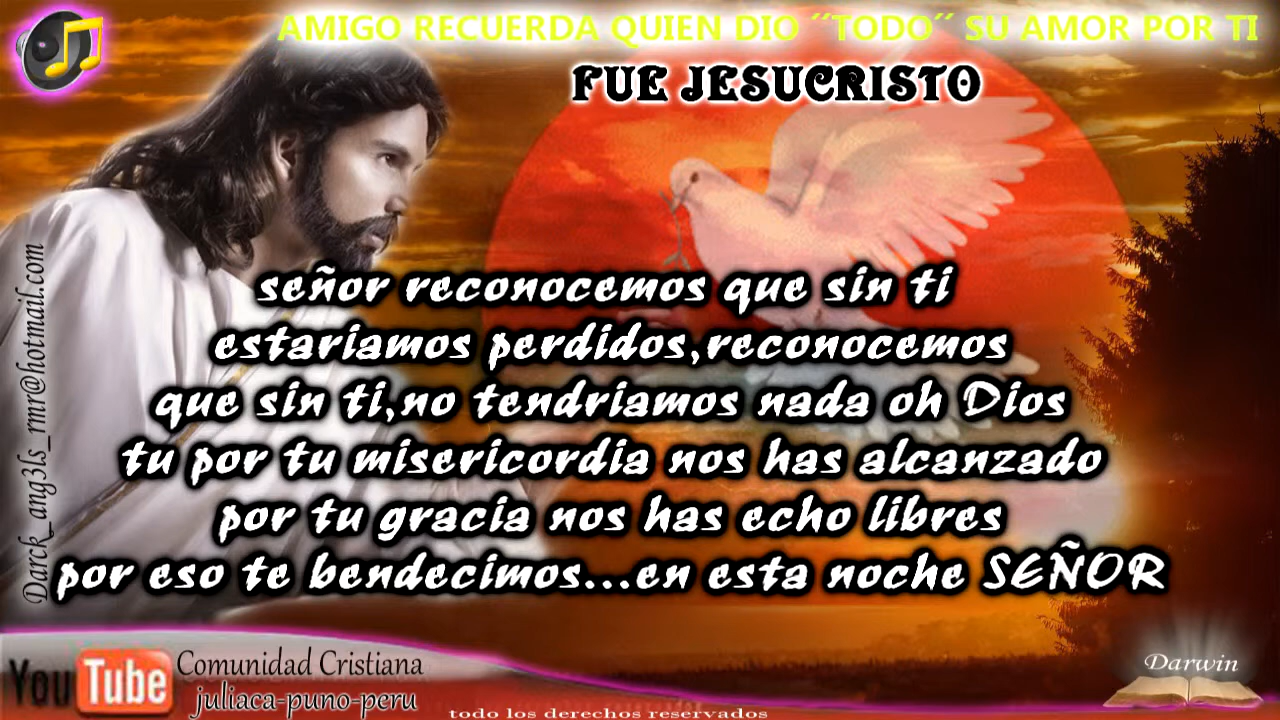 AMIGO RECUERDA QUIEN DIO ´´TODO´´ SU AMOR POR TI
FUE JESUCRISTO
señor reconocemos que sin ti
estariamos perdidos,reconocemos
que sin ti,no tendriamos nada oh Dios
tu por tu misericordia nos has alcanzado
por tu gracia nos has echo libres
por eso te bendecimos...en esta noche SEÑOR
Darck_ang3ls_rmr@hotmail.com
YouTube
Comunidad Cristiana
juliaca-puno-peru
todo los derechos reservados
Darwin